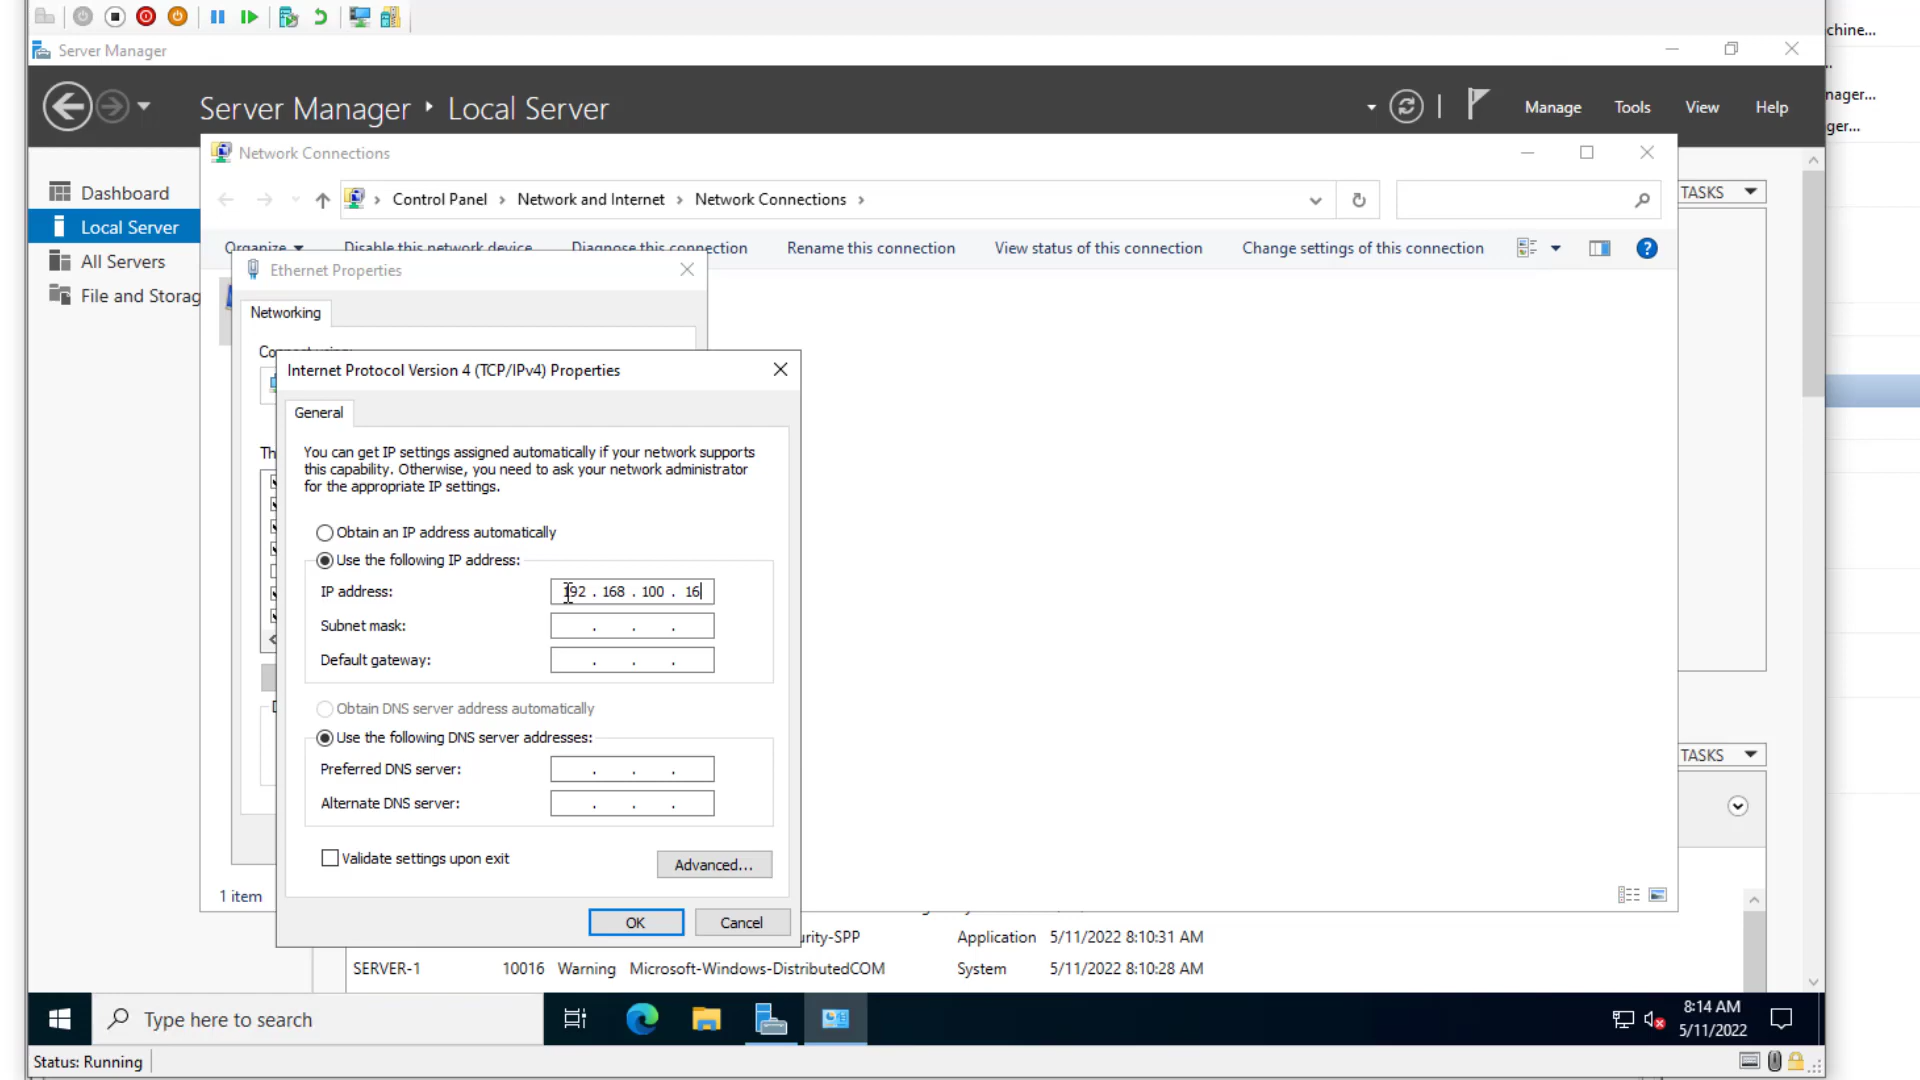 chine...
Server Manager
Server Manager ‣ Local Server
Manage
Tools
View
Help
nager...
ger...
Network Connections
Dashboard
Local Server
All Servers
File and Storag
Control Panel › Network and Internet › Network Connections ›
TASKS
Organize
Disable this network device
Diagnose this connection
Rename this connection
View status of this connection
Change settings of this connection
Ethernet Properties
Networking
Internet Protocol Version 4 (TCP/IPv4) Properties
General
You can get IP settings assigned automatically if your network supports
this capability. Otherwise, you need to ask your network administrator
for the appropriate IP settings.
Obtain an IP address automatically
Use the following IP address:
IP address:
192 . 168 . 100 . 16
Subnet mask:
. . .
Default gateway:
. . .
Obtain DNS server address automatically
Use the following DNS server addresses:
Preferred DNS server:
. . .
Alternate DNS server:
. . .
TASKS
Validate settings upon exit
Advanced...
1 item
OK
Cancel
urity-SPP
Application
5/11/2022 8:10:31 AM
SERVER-1
10016
Warning
Microsoft-Windows-DistributedCOM
System
5/11/2022 8:10:28 AM
Type here to search
8:14 AM
5/11/2022
Status: Running